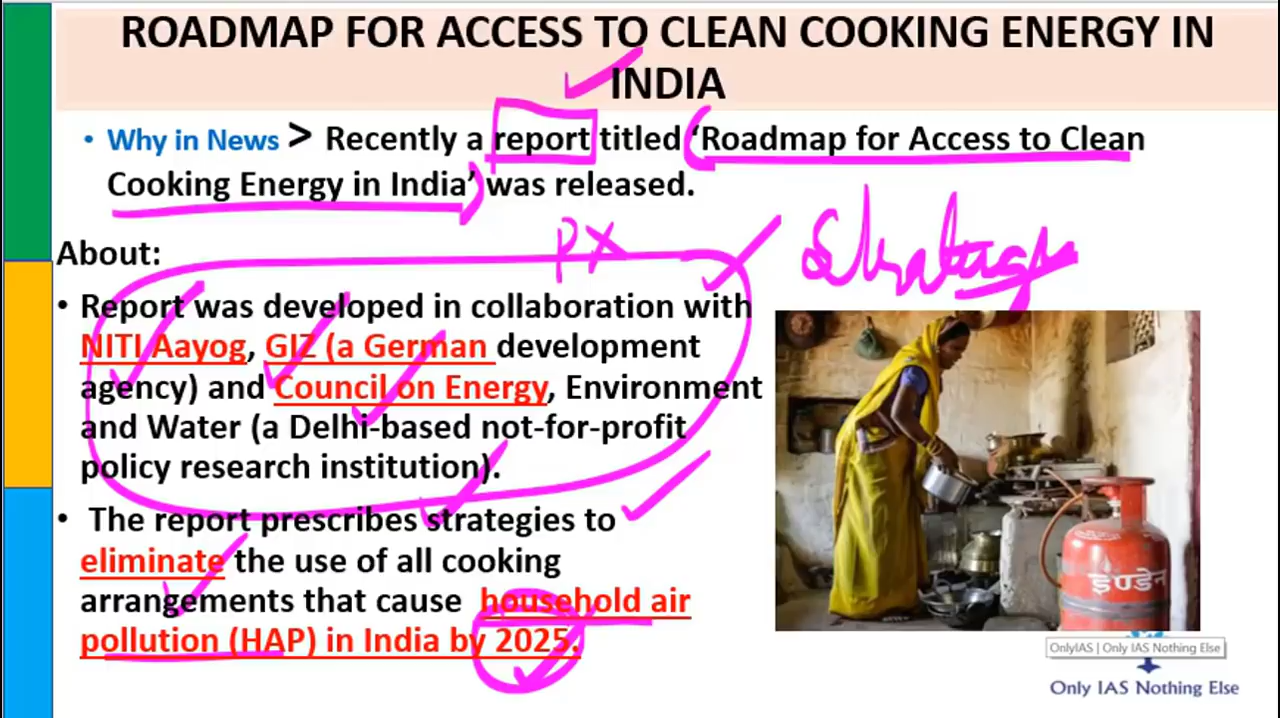 ROADMAP FOR ACCESS TO CLEAN COOKING ENERGY IN
INDIA
• Why in News > Recently a report titled ‘Roadmap for Access to Clean
Cooking Energy in India’ was released.
PX
Strategies
About:
• Report was developed in collaboration with
NITI Aayog, GIZ (a German development
agency) and Council on Energy, Environment
and Water (a Delhi-based not-for-profit
policy research institution).
• The report prescribes strategies to
eliminate the use of all cooking
arrangements that cause household air
pollution (HAP) in India by 2025.
इण्डेन
OnlyIAS | Only IAS Nothing Else
Only IAS Nothing Else